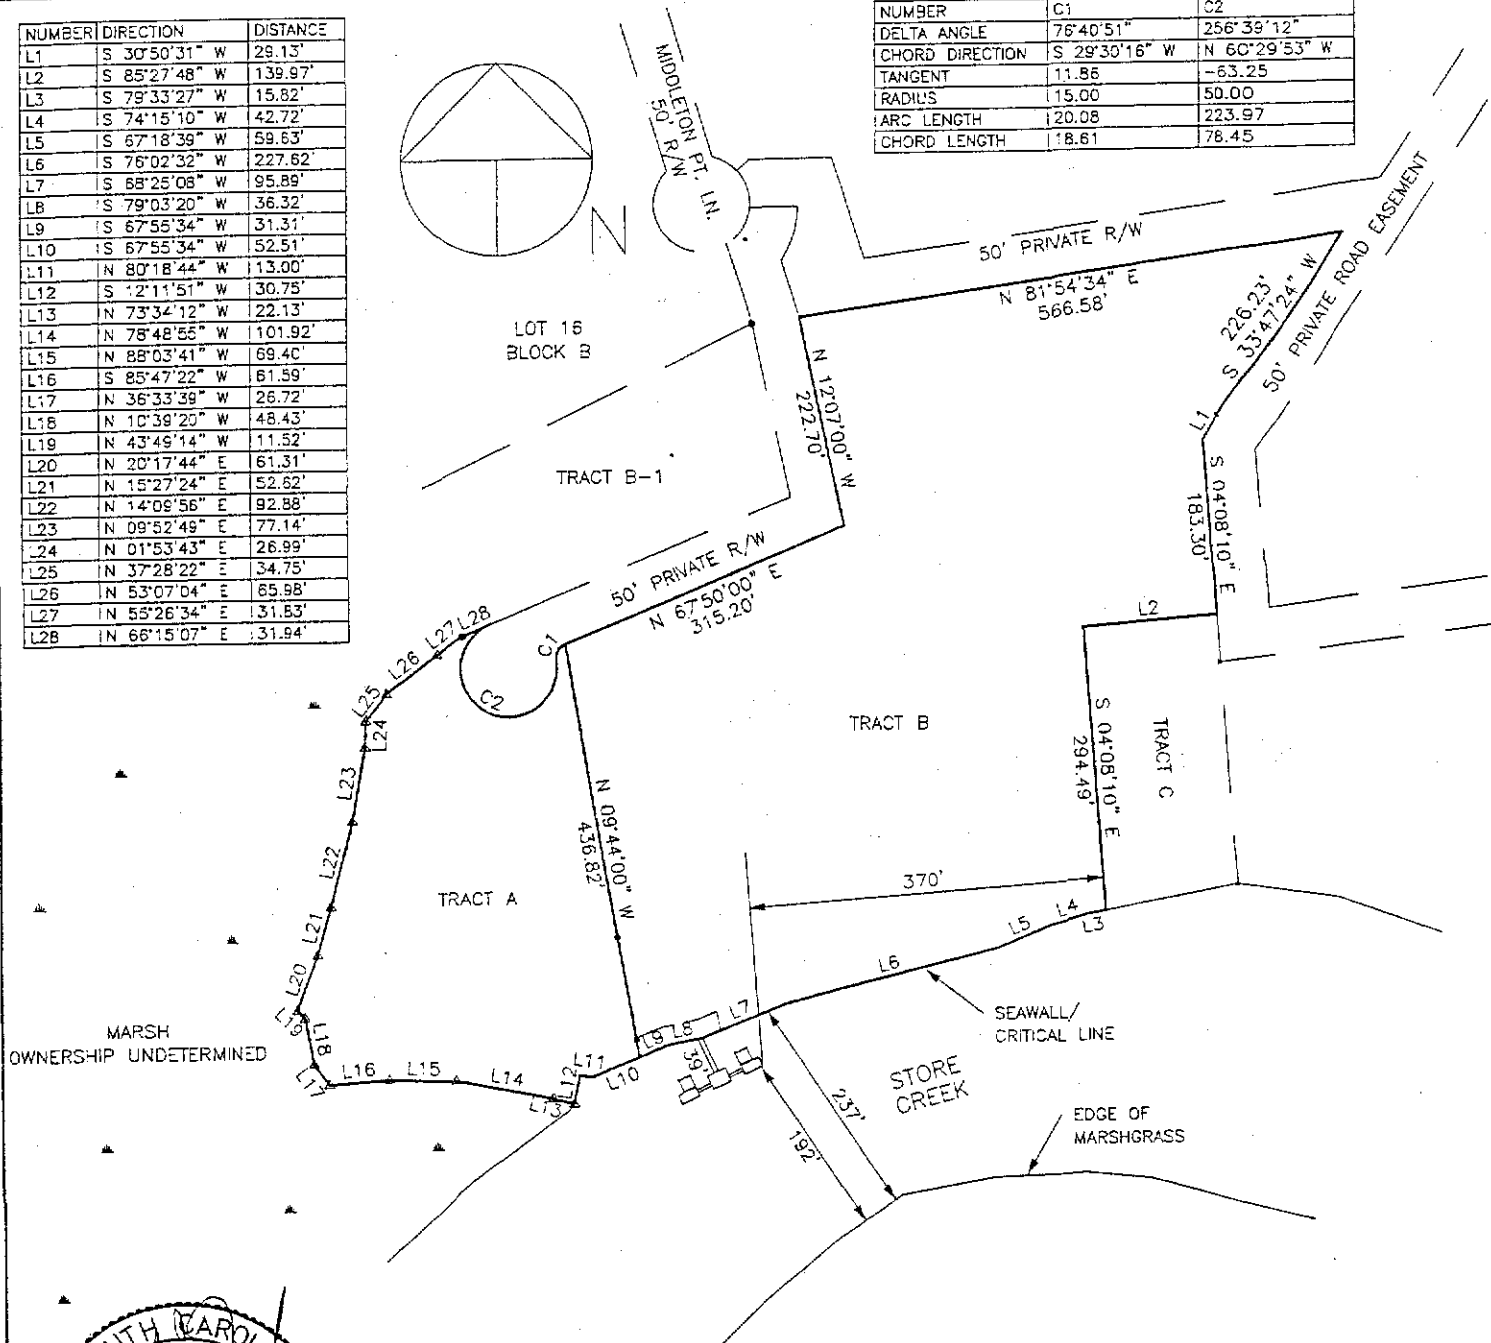 NUMBER DIRECTION DISTANCE
L1 S 30°50'31" W 29.13'
L2 S 85°27'48" W 139.97'
L3 S 79°33'27" W 15.82'
L4 S 74°15'10" W 42.72'
L5 S 67°18'39" W 59.63'
L6 S 76°02'32" W 227.62'
L7 S 68°25'08" W 95.89'
L8 S 79°03'20" W 36.32'
L9 S 67°55'34" W 31.31'
L10 S 67°55'34" W 52.51'
L11 N 80°18'44" W 13.00'
L12 S 12°11'51" W 30.75'
L13 N 73°34'12" W 22.13'
L14 N 78°48'55" W 101.92'
L15 N 88°03'41" W 69.40'
L16 S 85°47'22" W 61.59'
L17 N 36°33'39" W 26.72'
L18 N 10°39'20" W 48.43'
L19 N 43°49'14" W 11.52'
L20 N 20°17'44" E 61.31'
L21 N 15°27'24" E 52.62'
L22 N 14°09'56" E 92.88'
L23 N 09°52'49" E 77.14'
L24 N 01°53'43" E 26.99'
L25 N 37°28'22" E 34.75'
L26 N 53°07'04" E 65.98'
L27 N 55°26'34" E 31.83'
L28 N 66°15'07" E 31.94'
NUMBER C1 C2
DELTA ANGLE 76°40'51" 256°39'12"
CHORD DIRECTION S 29°30'16" W N 60°29'53" W
TANGENT 11.86 -63.25
RADIUS 15.00 50.00
ARC LENGTH 20.08 223.97
CHORD LENGTH 18.61 78.45
N
MIDDLETON PT. LN.
50' R/W
50' PRIVATE R/W
N 81°54'34" E
566.58'
226.23'
S 33°47'24" W
50' PRIVATE ROAD EASEMENT
LOT 16
BLOCK B
N 12°07'00" W
222.70'
L1
TRACT B-1
S 04°08'10" E
183.30'
50' PRIVATE R/W
N 67°50'00" E
315.20'
L2
L28
L27
L26
L25
L24
C1
C2
TRACT B
S 04°08'10" E
294.49'
TRACT C
L23
L22
L21
L20
L19
L18
L17
N 09°44'00" W
436.82'
TRACT A
370'
L3
L4
L5
L6
L7
L8
L9
L10
L11
L12
L13
L14
L15
L16
39'
MARSH
OWNERSHIP UNDETERMINED
SEAWALL/
CRITICAL LINE
STORE
CREEK
237'
192'
EDGE OF
MARSHGRASS